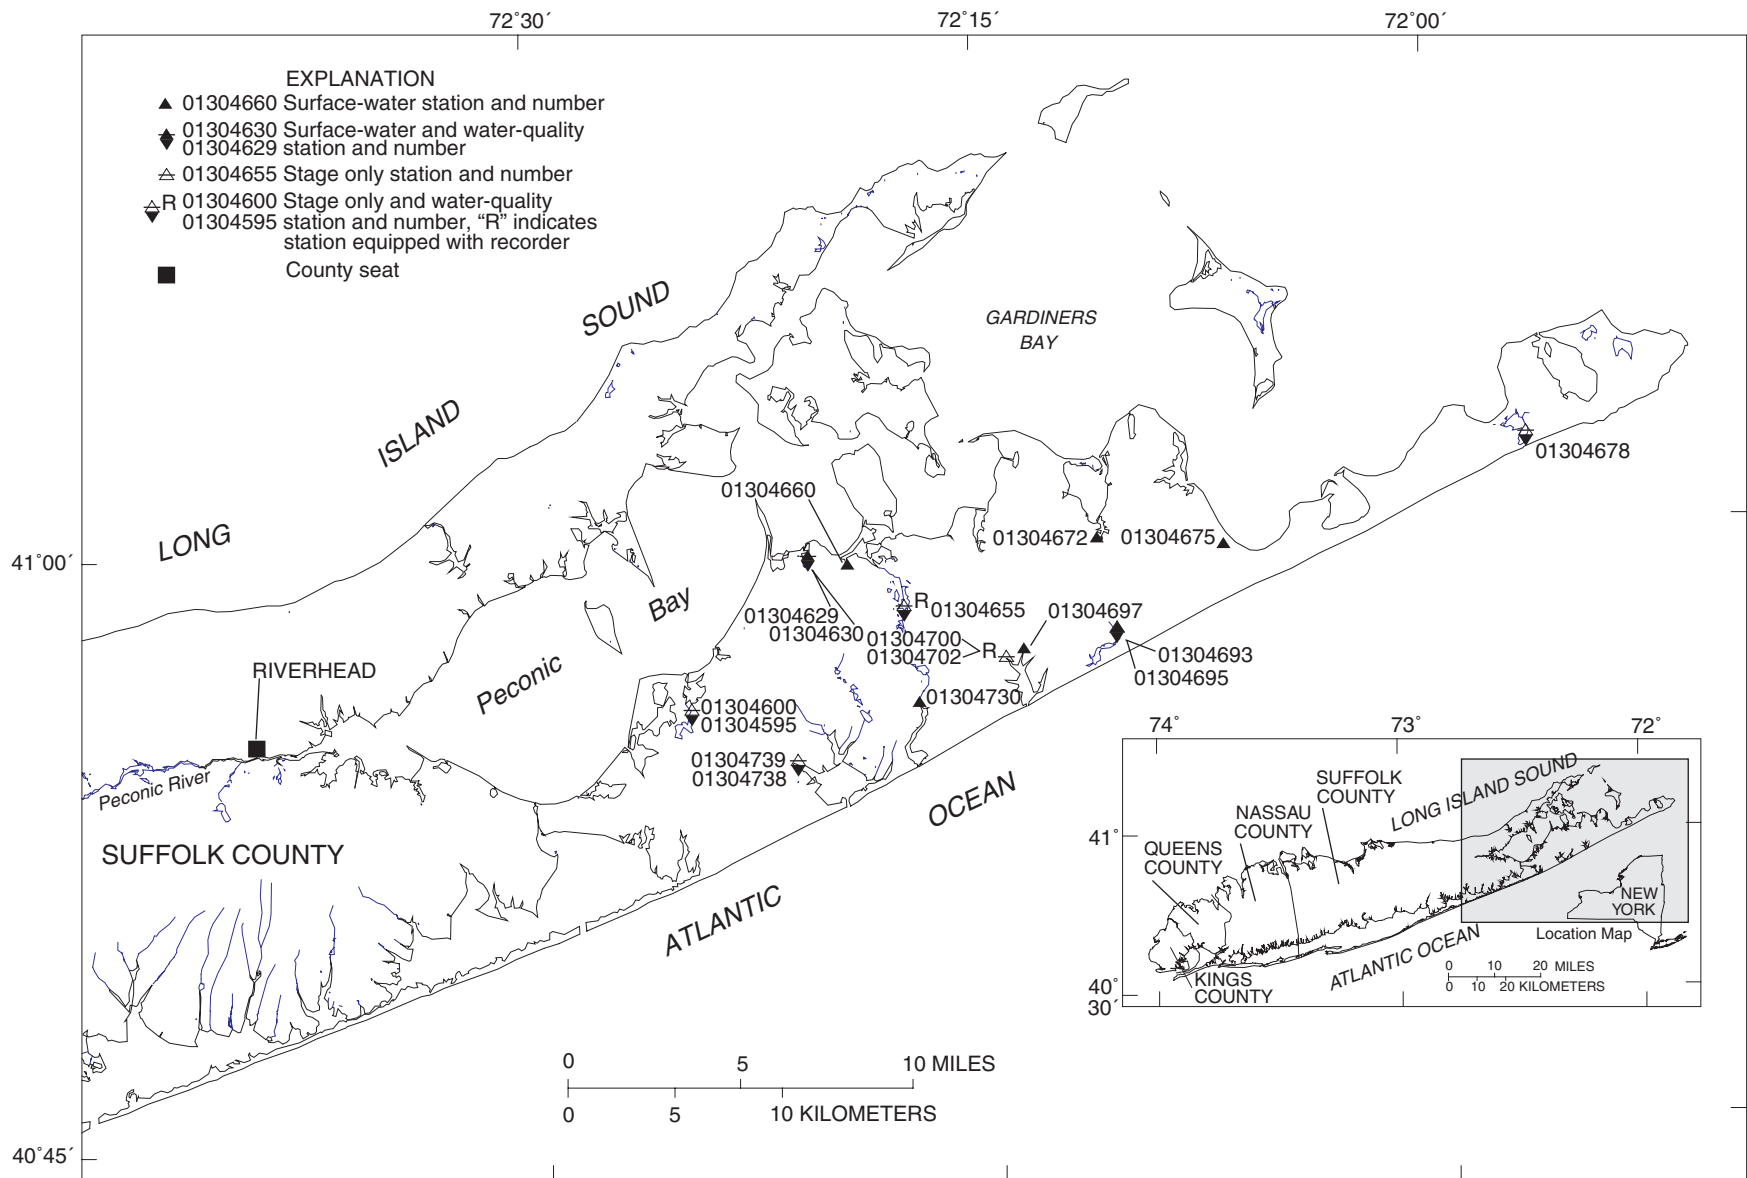 72°30´
72°15´
72°00´
EXPLANATION
01304660 Surface-water station and number
01304630 Surface-water and water-quality
01304629 station and number
01304655 Stage only station and number
R 01304600 Stage only and water-quality
01304595 station and number, “R” indicates
station equipped with recorder
County seat
LONG
ISLAND
SOUND
GARDINERS
BAY
01304678
01304660
01304672
01304675
41°00´
Bay
Peconic
01304629
01304630
R 01304655
01304700
01304702
R
01304697
01304693
01304695
RIVERHEAD
01304600
01304595
01304730
01304739
01304738
Peconic River
SUFFOLK COUNTY
ATLANTIC
OCEAN
74°
73°
72°
41°
40°
30´
QUEENS
COUNTY
NASSAU
COUNTY
SUFFOLK
COUNTY
LONG ISLAND SOUND
KINGS
COUNTY
ATLANTIC OCEAN
NEW
YORK
Location Map
0 10 20 MILES
0 10 20 KILOMETERS
0 5 10 MILES
0 5 10 KILOMETERS
40°45´